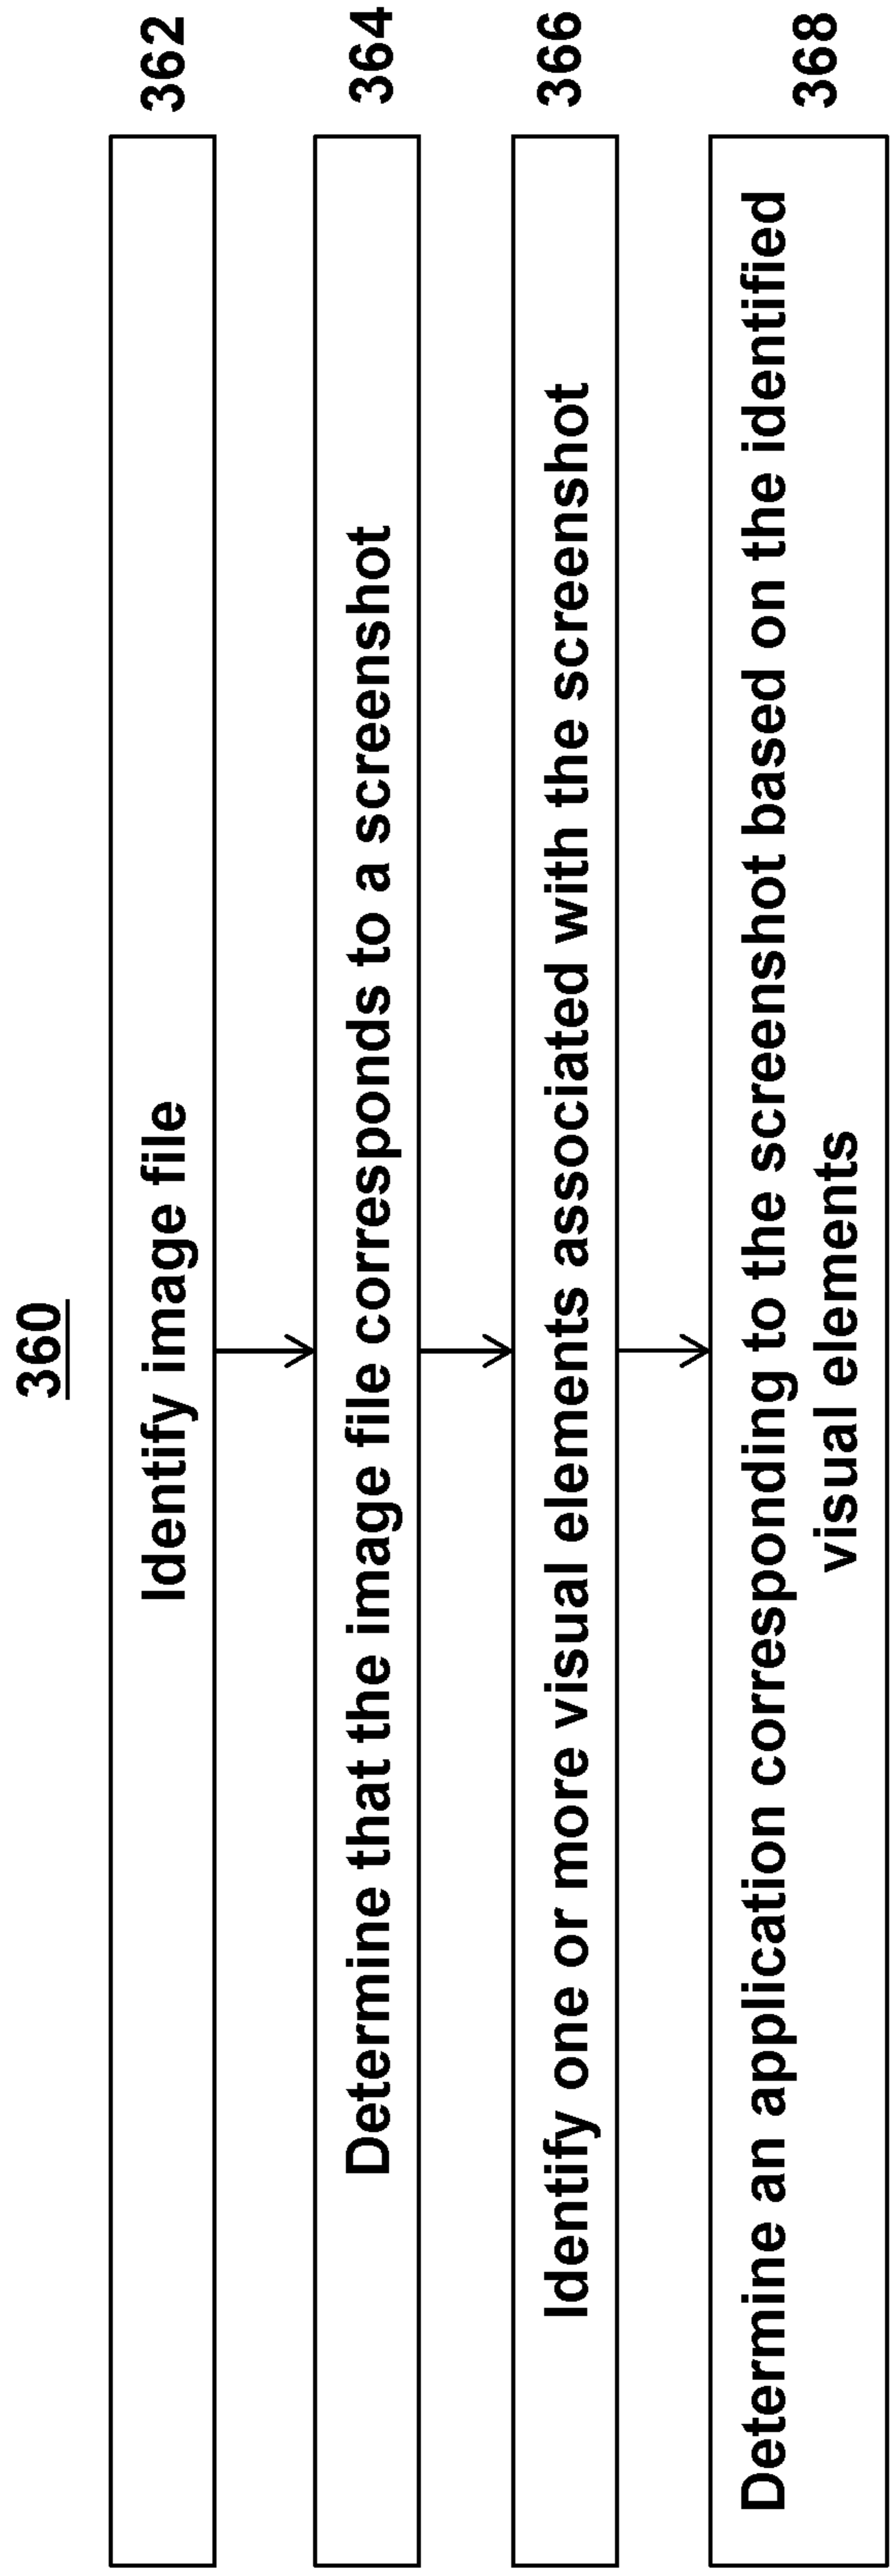 360
Identify image file
362
Determine that the image file corresponds to a screenshot
364
Identify one or more visual elements associated with the screenshot
366
Determine an application corresponding to the screenshot based on the identified
visual elements
368